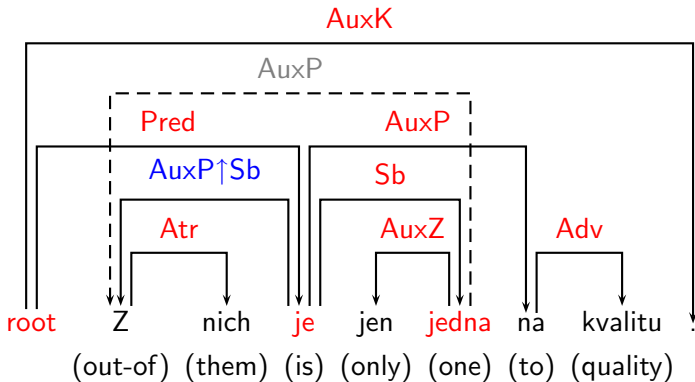 AuxK
AuxP
Pred AuxP
AuxP↑Sb Sb
Atr AuxZ Adv
root Z nich je jen jedna na kvalitu .
(out-of) (them) (is) (only) (one) (to) (quality)